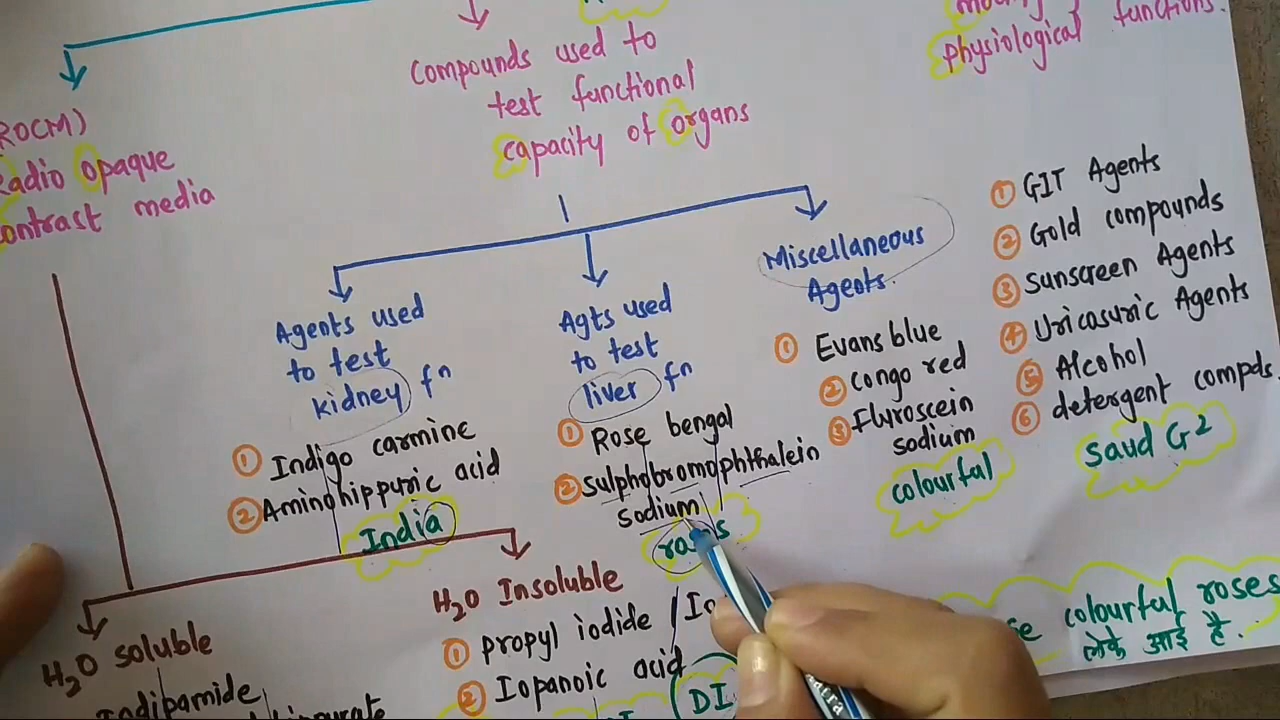 physiological functions.
Compounds used to
test functional
capacity of organs
(ROCM)
Radio Opaque
contrast media
Agents used
to test
kidney fⁿ
① Indigo carmine
② Aminohippuric acid
India
Agts used
to test
liver fⁿ
① Rose bengal
② Sulphobromophthalein
Sodium
Miscellaneous
Agents.
① Evans blue
② Congo red
③ Flyroscein
sodium
colourful
① GIT Agents
② Gold compounds
③ Sunscreen Agents
④ Uricasuric Agents
⑤ Alcohol
⑥ detergent compds.
Saud G2
H2O soluble
H2O Insoluble
① propyl iodide
② Iopanoic acid
DI
colourful roses
लेके आई है.